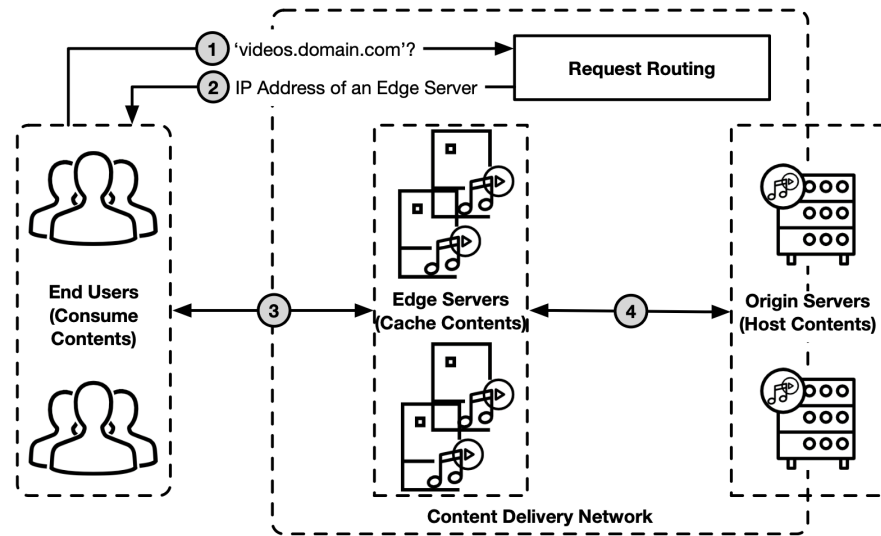 1 ‘videos.domain.com’?
2 IP Address of an Edge Server
Request Routing
End Users
(Consume
Contents)
3
Edge Servers
(Cache Contents)
4
Origin Servers
(Host Contents)
Content Delivery Network